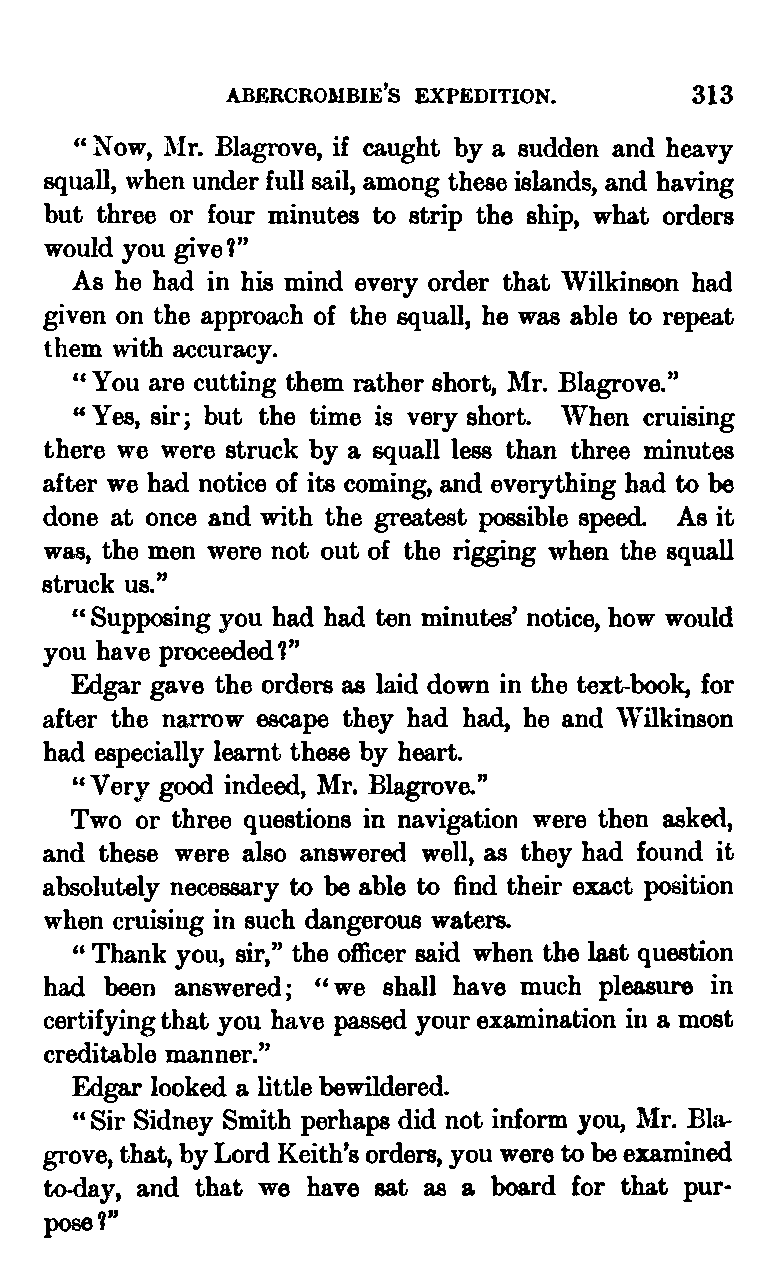 ABERCROMBIE'S EXPEDITION. 313
"Now, Mr. Blagrove, if caught by a sudden and heavy
squall, when under full sail, among these islands, and having
but three or four minutes to strip the ship, what orders
would you give?"
As he had in his mind every order that Wilkinson had
given on the approach of the squall, he was able to repeat
them with accuracy.
"You are cutting them rather short, Mr. Blagrove."
"Yes, sir; but the time is very short. When cruising
there we were struck by a squall less than three minutes
after we had notice of its coming, and everything had to be
done at once and with the greatest possible speed. As it
was, the men were not out of the rigging when the squall
struck us."
"Supposing you had had ten minutes' notice, how would
you have proceeded?"
Edgar gave the orders as laid down in the text-book, for
after the narrow escape they had had, he and Wilkinson
had especially learnt these by heart.
"Very good indeed, Mr. Blagrove."
Two or three questions in navigation were then asked,
and these were also answered well, as they had found it
absolutely necessary to be able to find their exact position
when cruising in such dangerous waters.
"Thank you, sir," the officer said when the last question
had been answered; "we shall have much pleasure in
certifying that you have passed your examination in a most
creditable manner."
Edgar looked a little bewildered.
"Sir Sidney Smith perhaps did not inform you, Mr. Bla-
grove, that, by Lord Keith's orders, you were to be examined
to-day, and that we have sat as a board for that pur-
pose?"